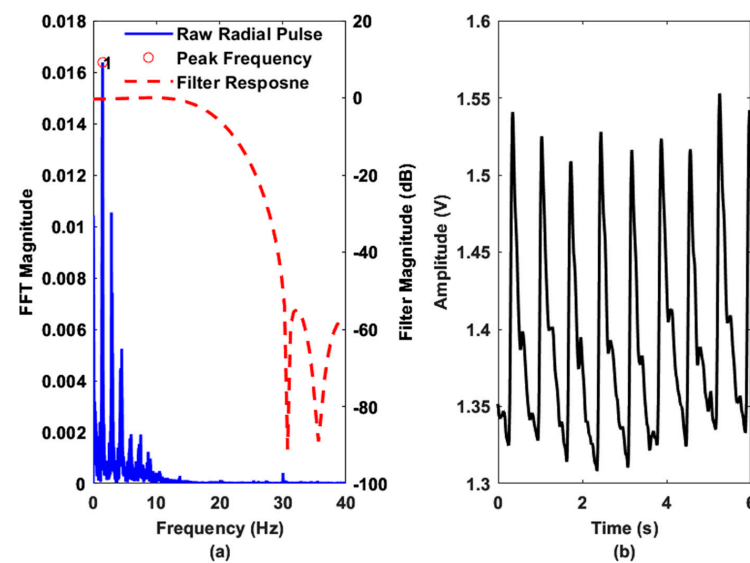 Raw Radial Pulse
Peak Frequency
Filter Resposne
1
0.018
0.016
0.014
0.012
0.01
0.008
0.006
0.004
0.002
0
FFT Magnitude
20
0
-20
-40
-60
-80
-100
Filter Magnitude (dB)
0 10 20 30 40
Frequency (Hz)
(a)
1.6
1.55
1.5
1.45
1.4
1.35
1.3
Amplitude (V)
0 2 4 6
Time (s)
(b)